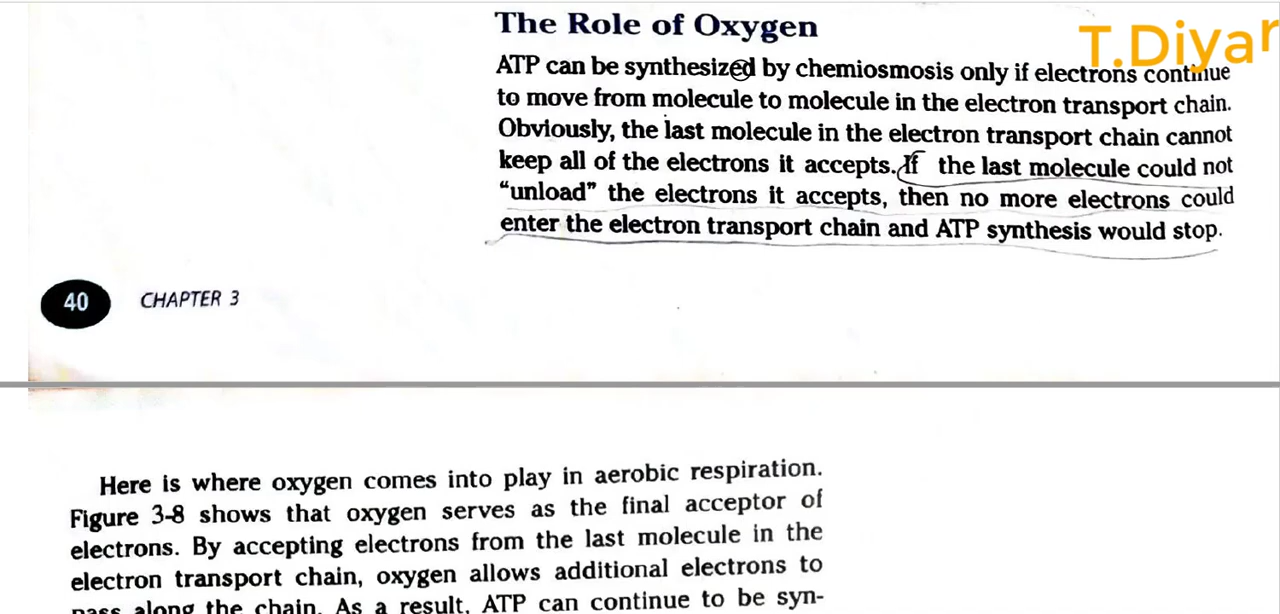 The Role of Oxygen
T.Diyar
ATP can be synthesized by chemiosmosis only if electrons continue
to move from molecule to molecule in the electron transport chain.
Obviously, the last molecule in the electron transport chain cannot
keep all of the electrons it accepts. If the last molecule could not
“unload” the electrons it accepts, then no more electrons could
enter the electron transport chain and ATP synthesis would stop.
40 CHAPTER 3
Here is where oxygen comes into play in aerobic respiration.
Figure 3-8 shows that oxygen serves as the final acceptor of
electrons. By accepting electrons from the last molecule in the
electron transport chain, oxygen allows additional electrons to
pass along the chain. As a result, ATP can continue to be syn-